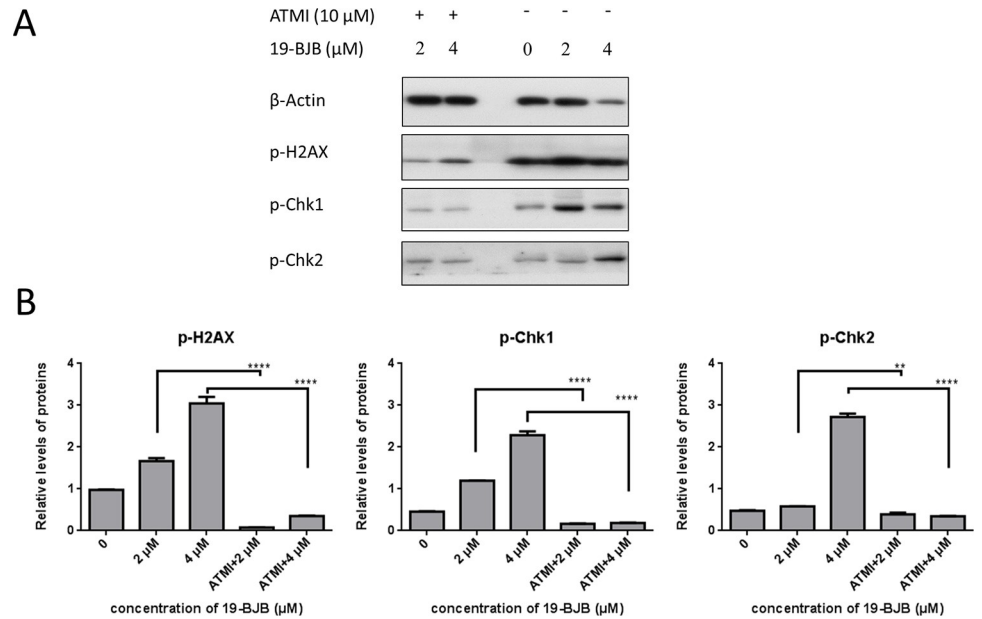 A
ATMI (10 μM) + + - - -
19-BJB (μM) 2 4 0 2 4
β-Actin
p-H2AX
p-Chk1
p-Chk2
B
p-H2AX
Relative levels of proteins
4
3
2
1
0
****
****
0
2 μM
4 μM
ATMI+2 μM
ATMI+4 μM
concentration of 19-BJB (μM)
p-Chk1
Relative levels of proteins
4
3
2
1
0
****
****
0
2 μM
4 μM
ATMI+2 μM
ATMI+4 μM
concentration of 19-BJB (μM)
p-Chk2
Relative levels of proteins
4
3
2
1
0
**
****
0
2 μM
4 μM
ATMI+2 μM
ATMI+4 μM
concentration of 19-BJB (μM)